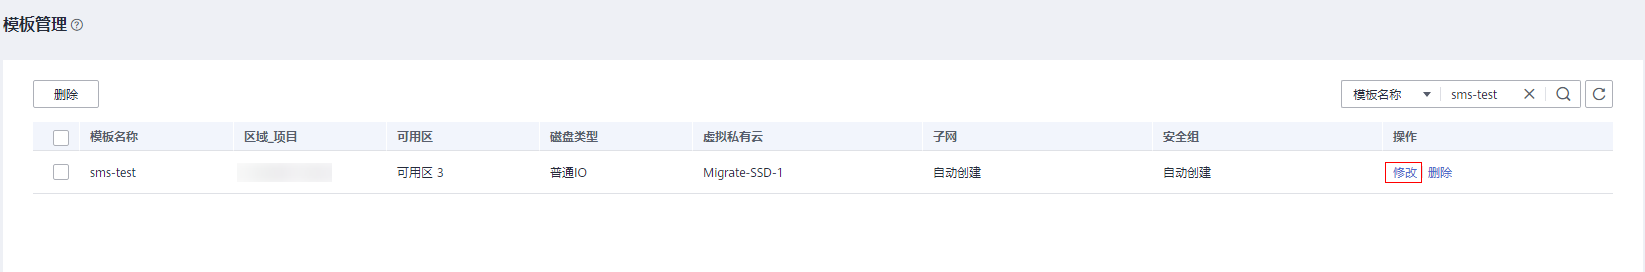 模板管理
删除 模板名称 sms-test
模板名称 区域_项目 可用区 磁盘类型 虚拟私有云 子网 安全组 操作
sms-test 可用区 3 普通IO Migrate-SSD-1 自动创建 自动创建 修改 删除